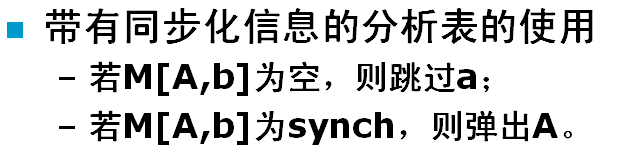 带有同步化信息的分析表的使用
– 若M[A,b]为空，则跳过a；
– 若M[A,b]为synch，则弹出A。